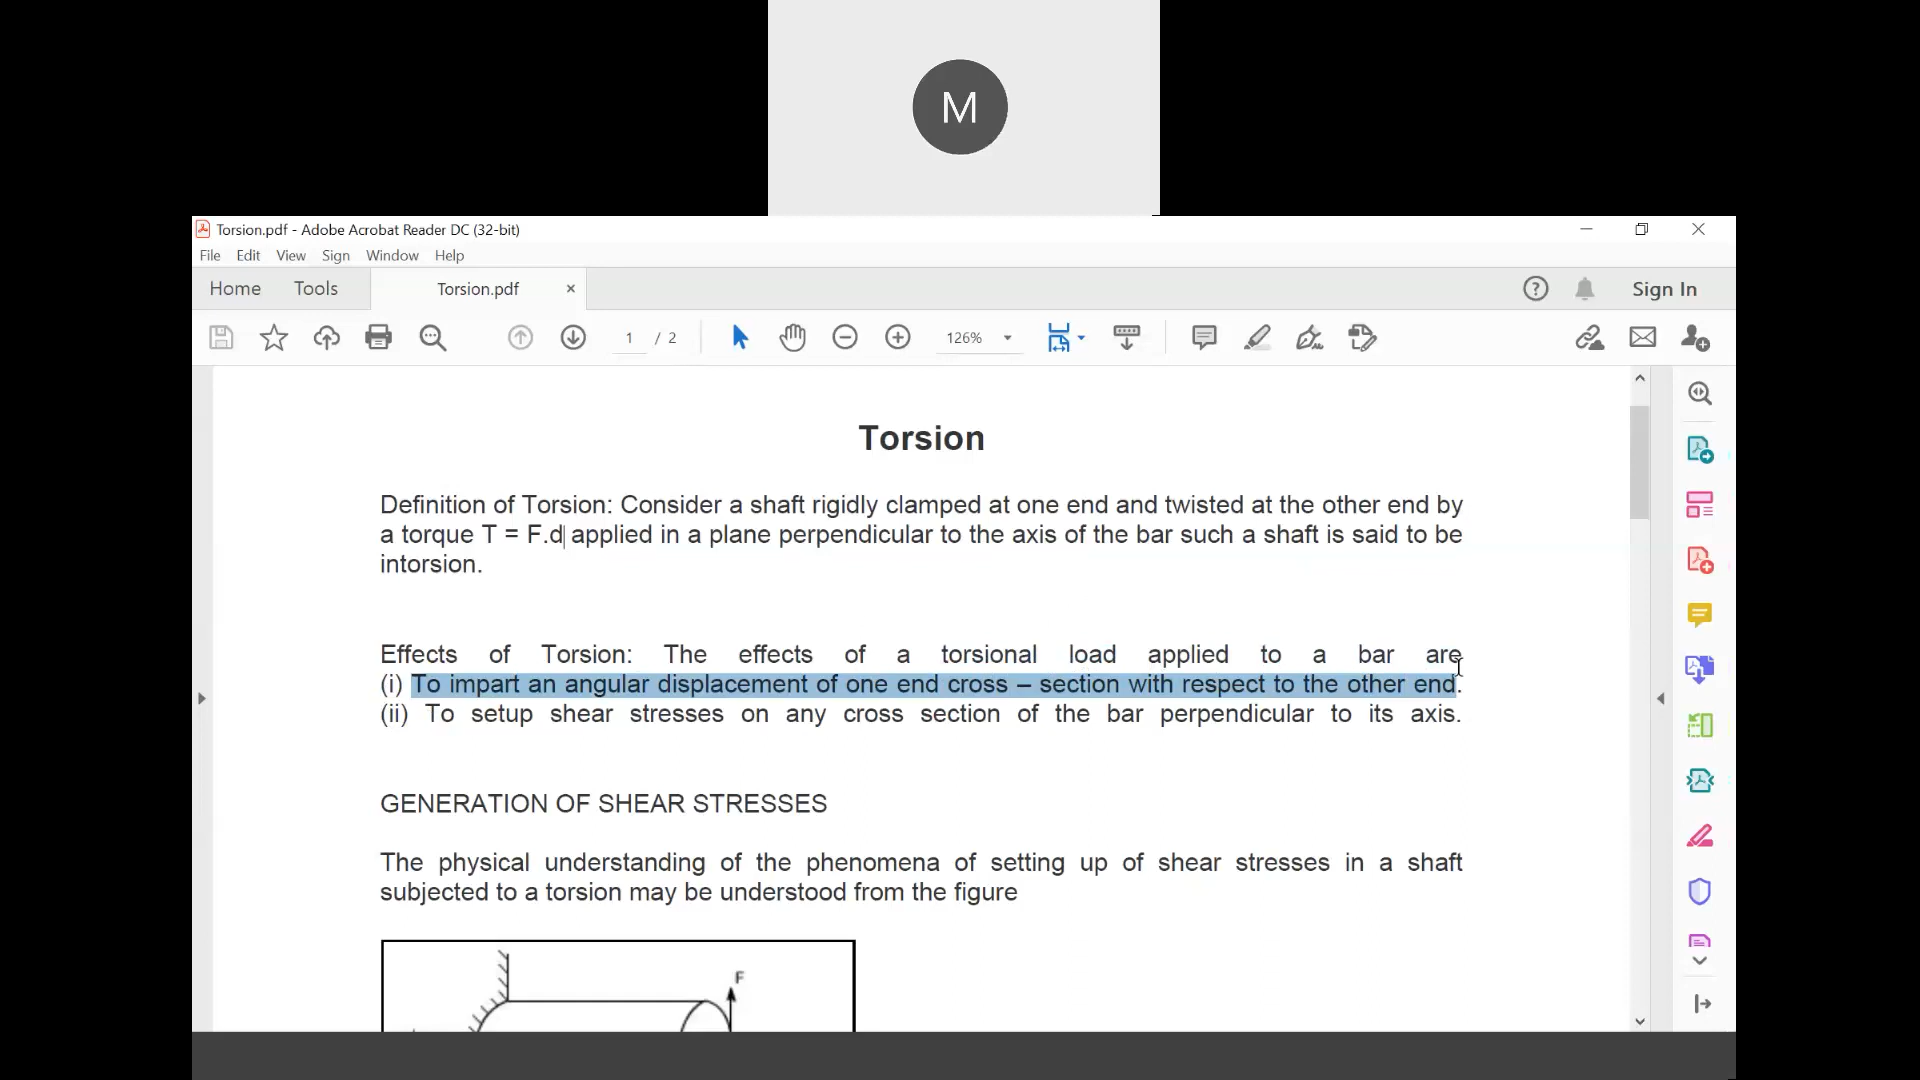 M
Torsion.pdf - Adobe Acrobat Reader DC (32-bit)
File Edit View Sign Window Help
Home Tools Torsion.pdf × Sign In
1 / 2 126%
Torsion
Definition of Torsion: Consider a shaft rigidly clamped at one end and twisted at the other end by
a torque T = F.d applied in a plane perpendicular to the axis of the bar such a shaft is said to be
intorsion.
Effects of Torsion: The effects of a torsional load applied to a bar are
(i) To impart an angular displacement of one end cross – section with respect to the other end.
(ii) To setup shear stresses on any cross section of the bar perpendicular to its axis.
GENERATION OF SHEAR STRESSES
The physical understanding of the phenomena of setting up of shear stresses in a shaft
subjected to a torsion may be understood from the figure
F